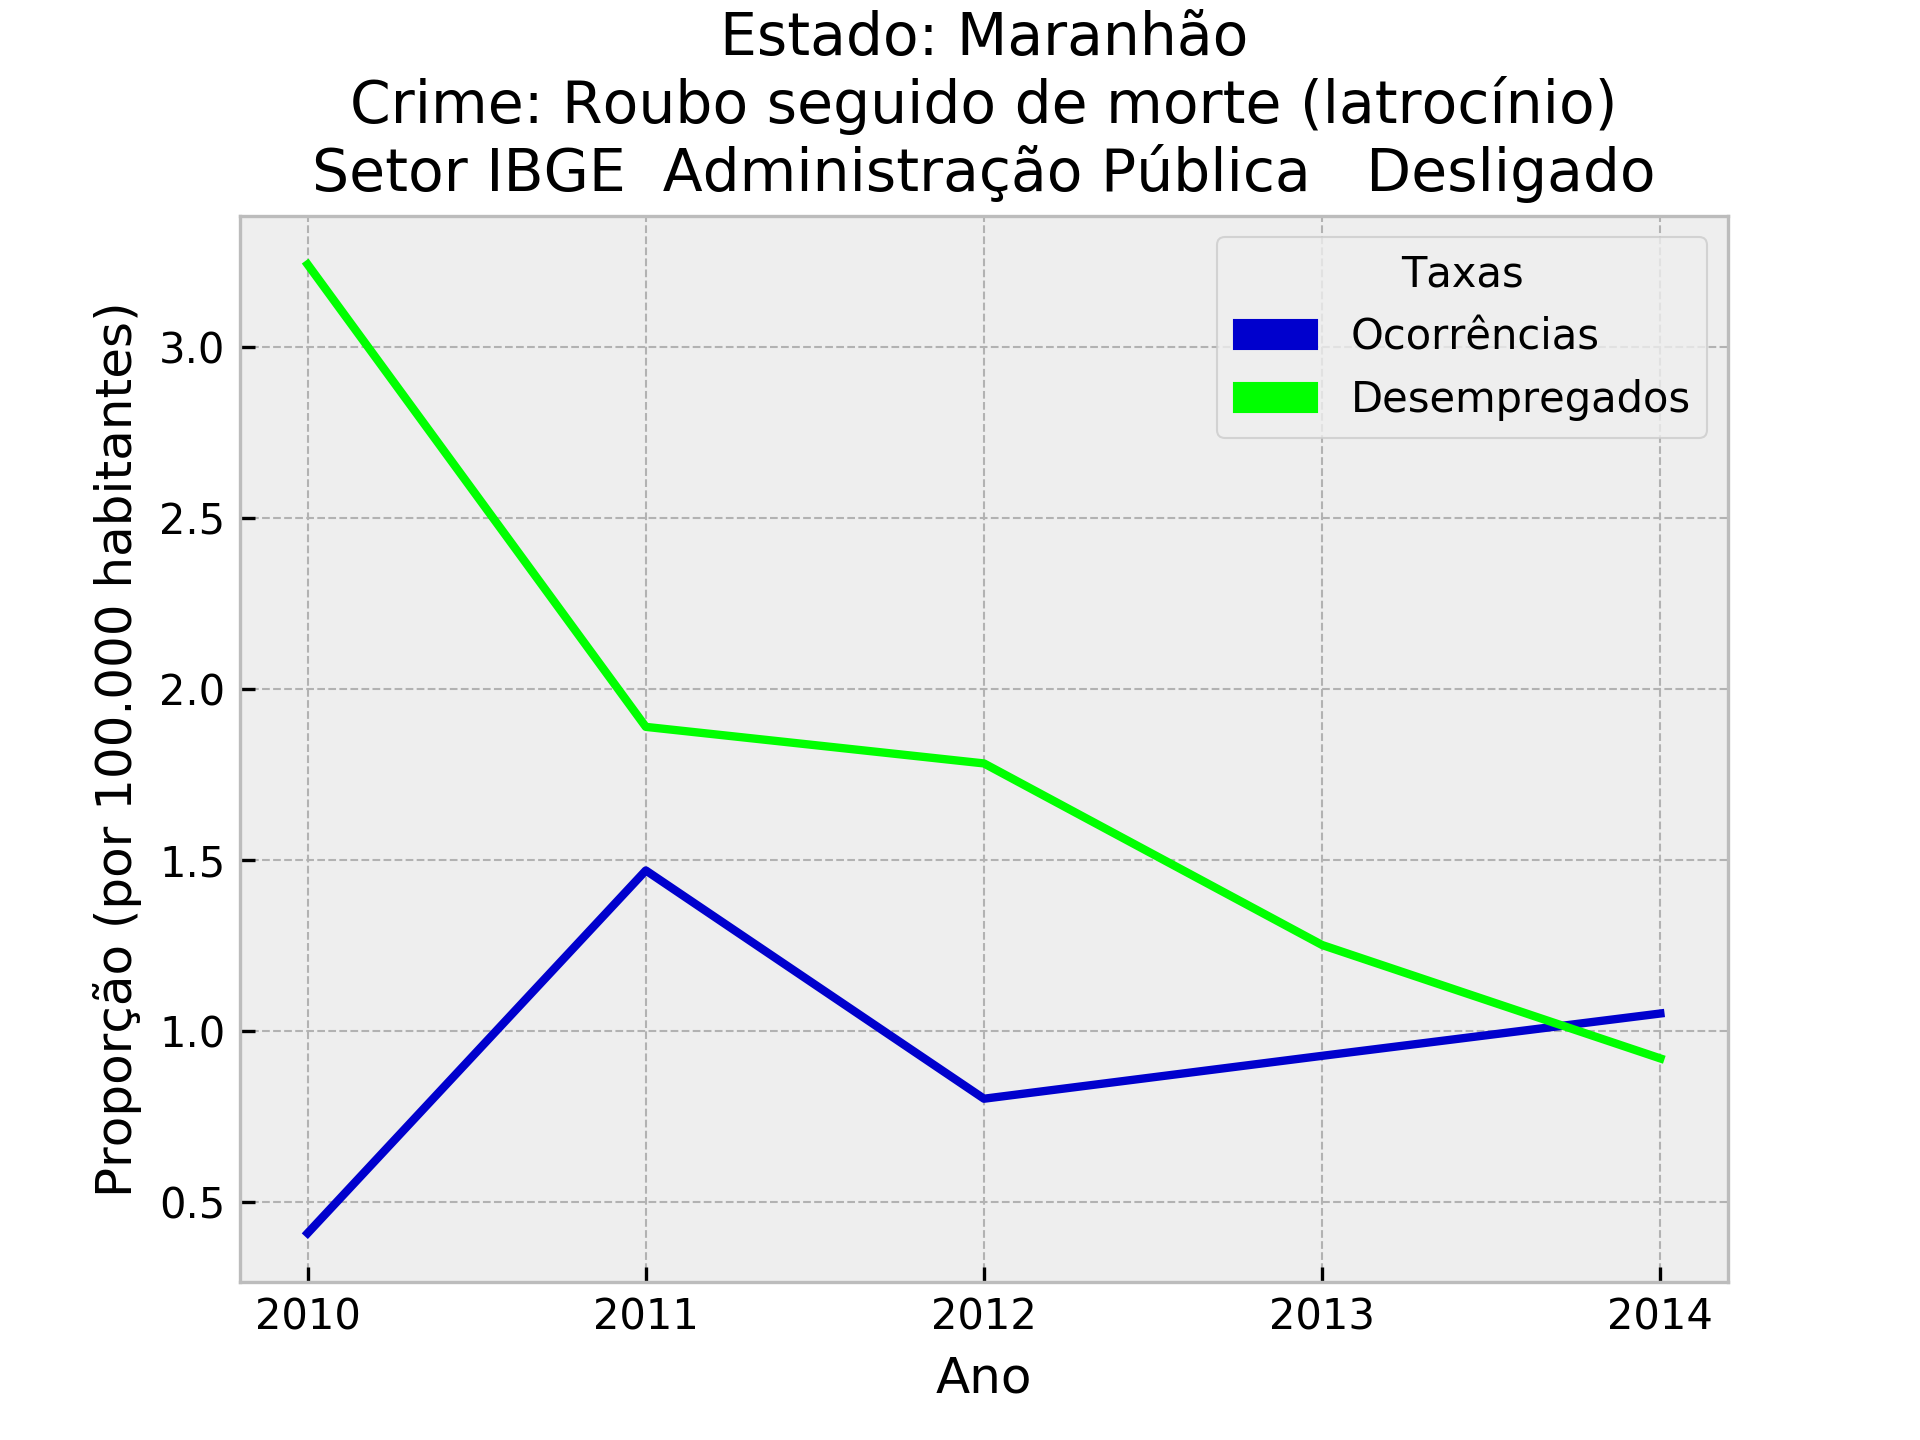 Estado: Maranhão
Crime: Roubo seguido de morte (latrocínio)
Setor IBGE  Administração Pública   Desligado
Taxas
Ocorrências
Desempregados
Proporção (por 100.000 habitantes)
3.0
2.5
2.0
1.5
1.0
0.5
2010 2011 2012 2013 2014
Ano